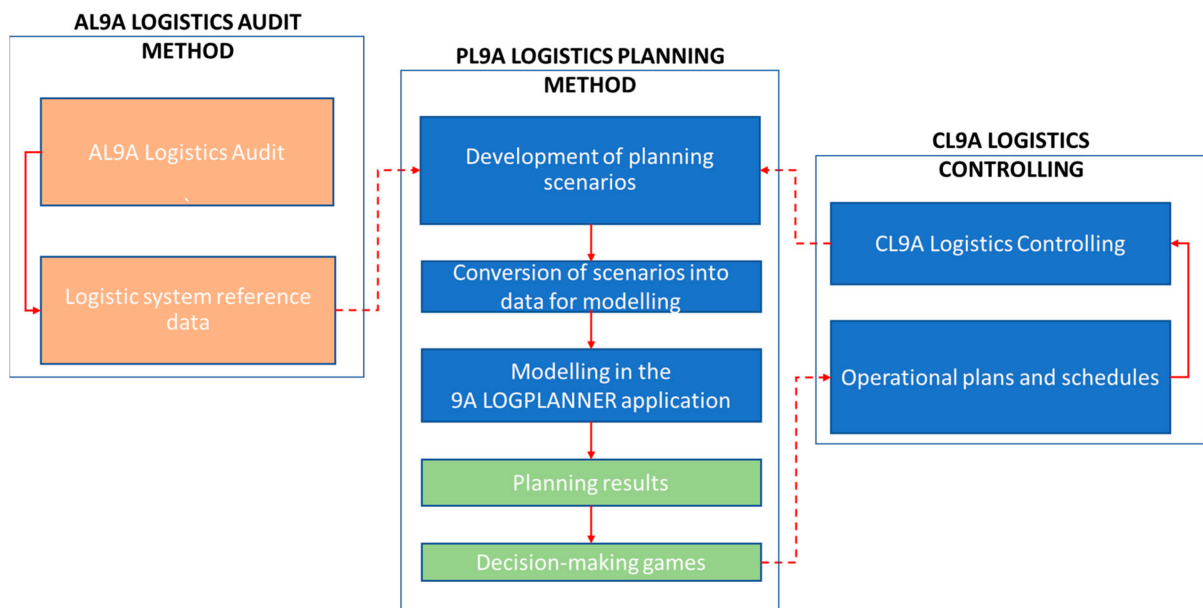 AL9A LOGISTICS AUDIT
METHOD
AL9A Logistics Audit
`
Logistic system reference
data
PL9A LOGISTICS PLANNING
METHOD
Development of planning
scenarios
Conversion of scenarios into
data for modelling
Modelling in the
9A LOGPLANNER application
Planning results
Decision-making games
CL9A LOGISTICS
CONTROLLING
CL9A Logistics Controlling
Operational plans and schedules